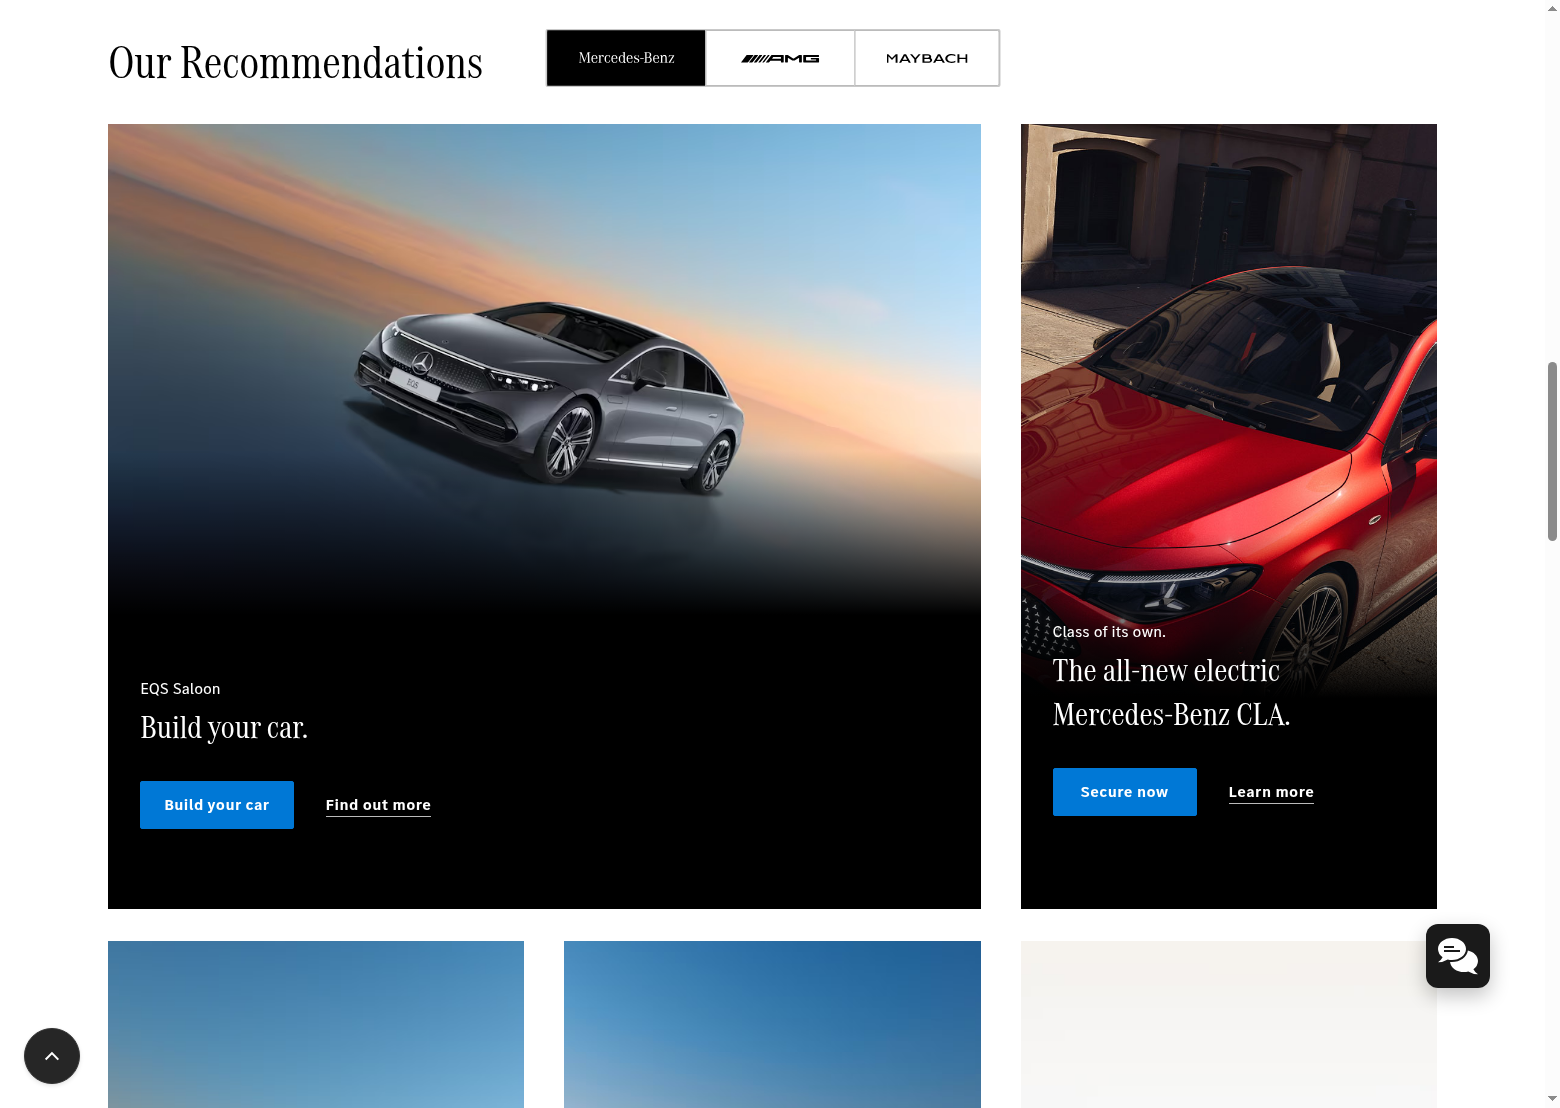 Our Recommendations
Mercedes-Benz
AMG
MAYBACH
EQS
EQS Saloon
Build your car.
Build your car
Find out more
Class of its own.
The all-new electric
Mercedes-Benz CLA.
Secure now
Learn more